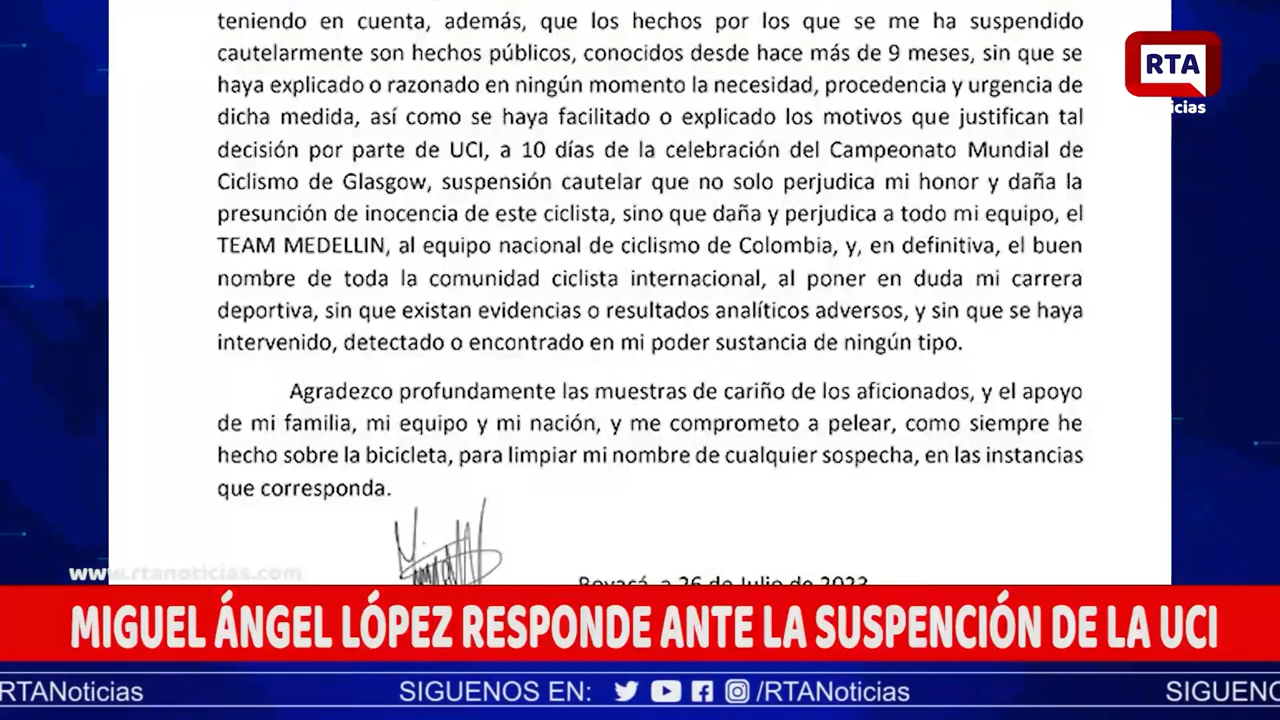 teniendo en cuenta, además, que los hechos por los que se me ha suspendido
cautelarmente son hechos públicos, conocidos desde hace más de 9 meses, sin que se
haya explicado o razonado en ningún momento la necesidad, procedencia y urgencia de
dicha medida, así como se haya facilitado o explicado los motivos que justifican tal
decisión por parte de UCI, a 10 días de la celebración del Campeonato Mundial de
Ciclismo de Glasgow, suspensión cautelar que no solo perjudica mi honor y daña la
presunción de inocencia de este ciclista, sino que daña y perjudica a todo mi equipo, el
TEAM MEDELLIN, al equipo nacional de ciclismo de Colombia, y, en definitiva, el buen
nombre de toda la comunidad ciclista internacional, al poner en duda mi carrera
deportiva, sin que existan evidencias o resultados analíticos adversos, y sin que se haya
intervenido, detectado o encontrado en mi poder sustancia de ningún tipo.
Agradezco profundamente las muestras de cariño de los aficionados, y el apoyo
de mi familia, mi equipo y mi nación, y me comprometo a pelear, como siempre he
hecho sobre la bicicleta, para limpiar mi nombre de cualquier sospecha, en las instancias
que corresponda.
Boyacá, a 26 de Julio de 2023
RTA
icias
www.rtanoticias.com
MIGUEL ÁNGEL LÓPEZ RESPONDE ANTE LA SUSPENCIÓN DE LA UCI
RTANoticias SIGUENOS EN: /RTANoticias SIGUENO